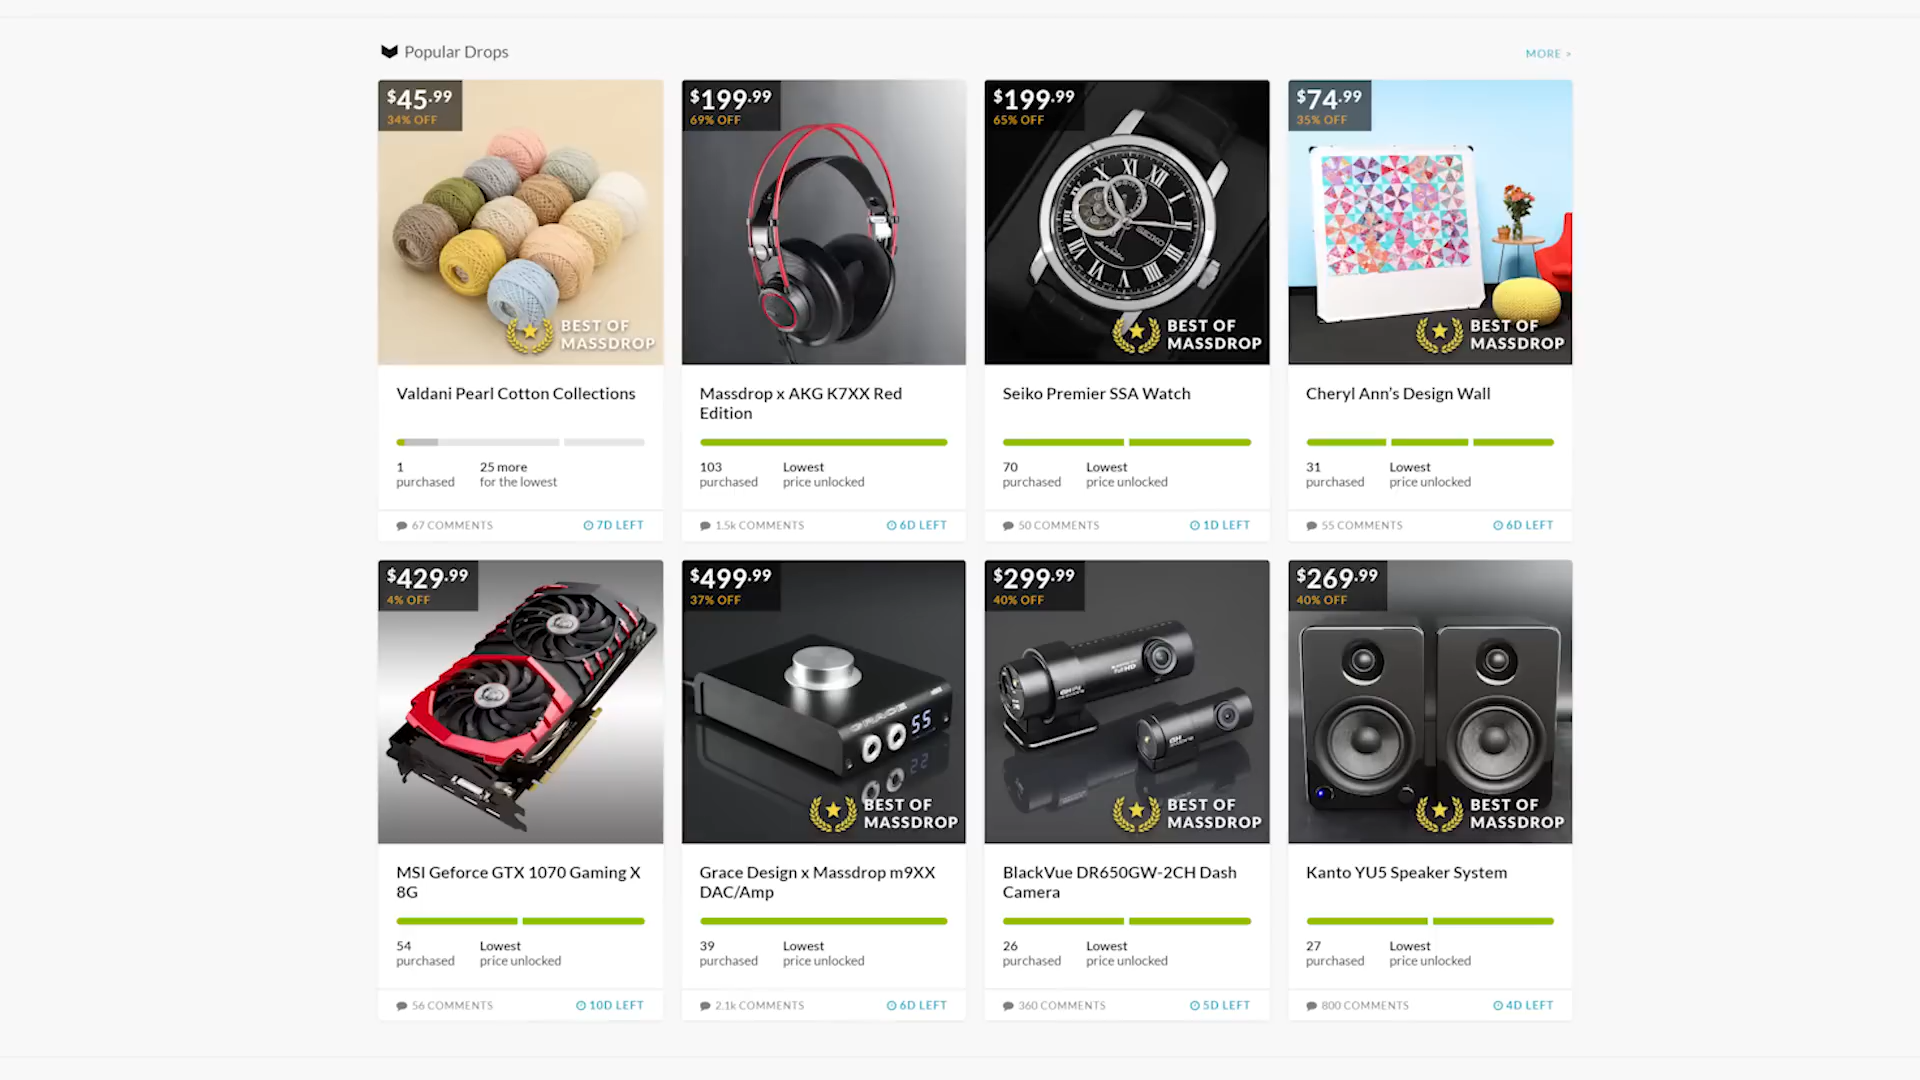 Popular Drops
MORE »
$45.99
34% OFF
BEST OF
MASSDROP
Valdani Pearl Cotton Collections
1
purchased
25 more
for the lowest
67 COMMENTS
7D LEFT
$199.99
69% OFF
Massdrop x AKG K7XX Red
Edition
103
purchased
Lowest
price unlocked
1.5k COMMENTS
6D LEFT
$199.99
65% OFF
SEIKO
Automatic
BEST OF
MASSDROP
Seiko Premier SSA Watch
70
purchased
Lowest
price unlocked
50 COMMENTS
1D LEFT
$74.99
35% OFF
BEST OF
MASSDROP
Cheryl Ann’s Design Wall
31
purchased
Lowest
price unlocked
55 COMMENTS
6D LEFT
$429.99
4% OFF
MSI Geforce GTX 1070 Gaming X
8G
54
purchased
Lowest
price unlocked
56 COMMENTS
10D LEFT
$499.99
37% OFF
GRACE
55
BEST OF
MASSDROP
Grace Design x Massdrop m9XX
DAC/Amp
39
purchased
Lowest
price unlocked
2.1k COMMENTS
6D LEFT
$299.99
40% OFF
Full HD
BEST OF
MASSDROP
BlackVue DR650GW-2CH Dash
Camera
26
purchased
Lowest
price unlocked
360 COMMENTS
5D LEFT
$269.99
40% OFF
BEST OF
MASSDROP
Kanto YU5 Speaker System
27
purchased
Lowest
price unlocked
800 COMMENTS
4D LEFT